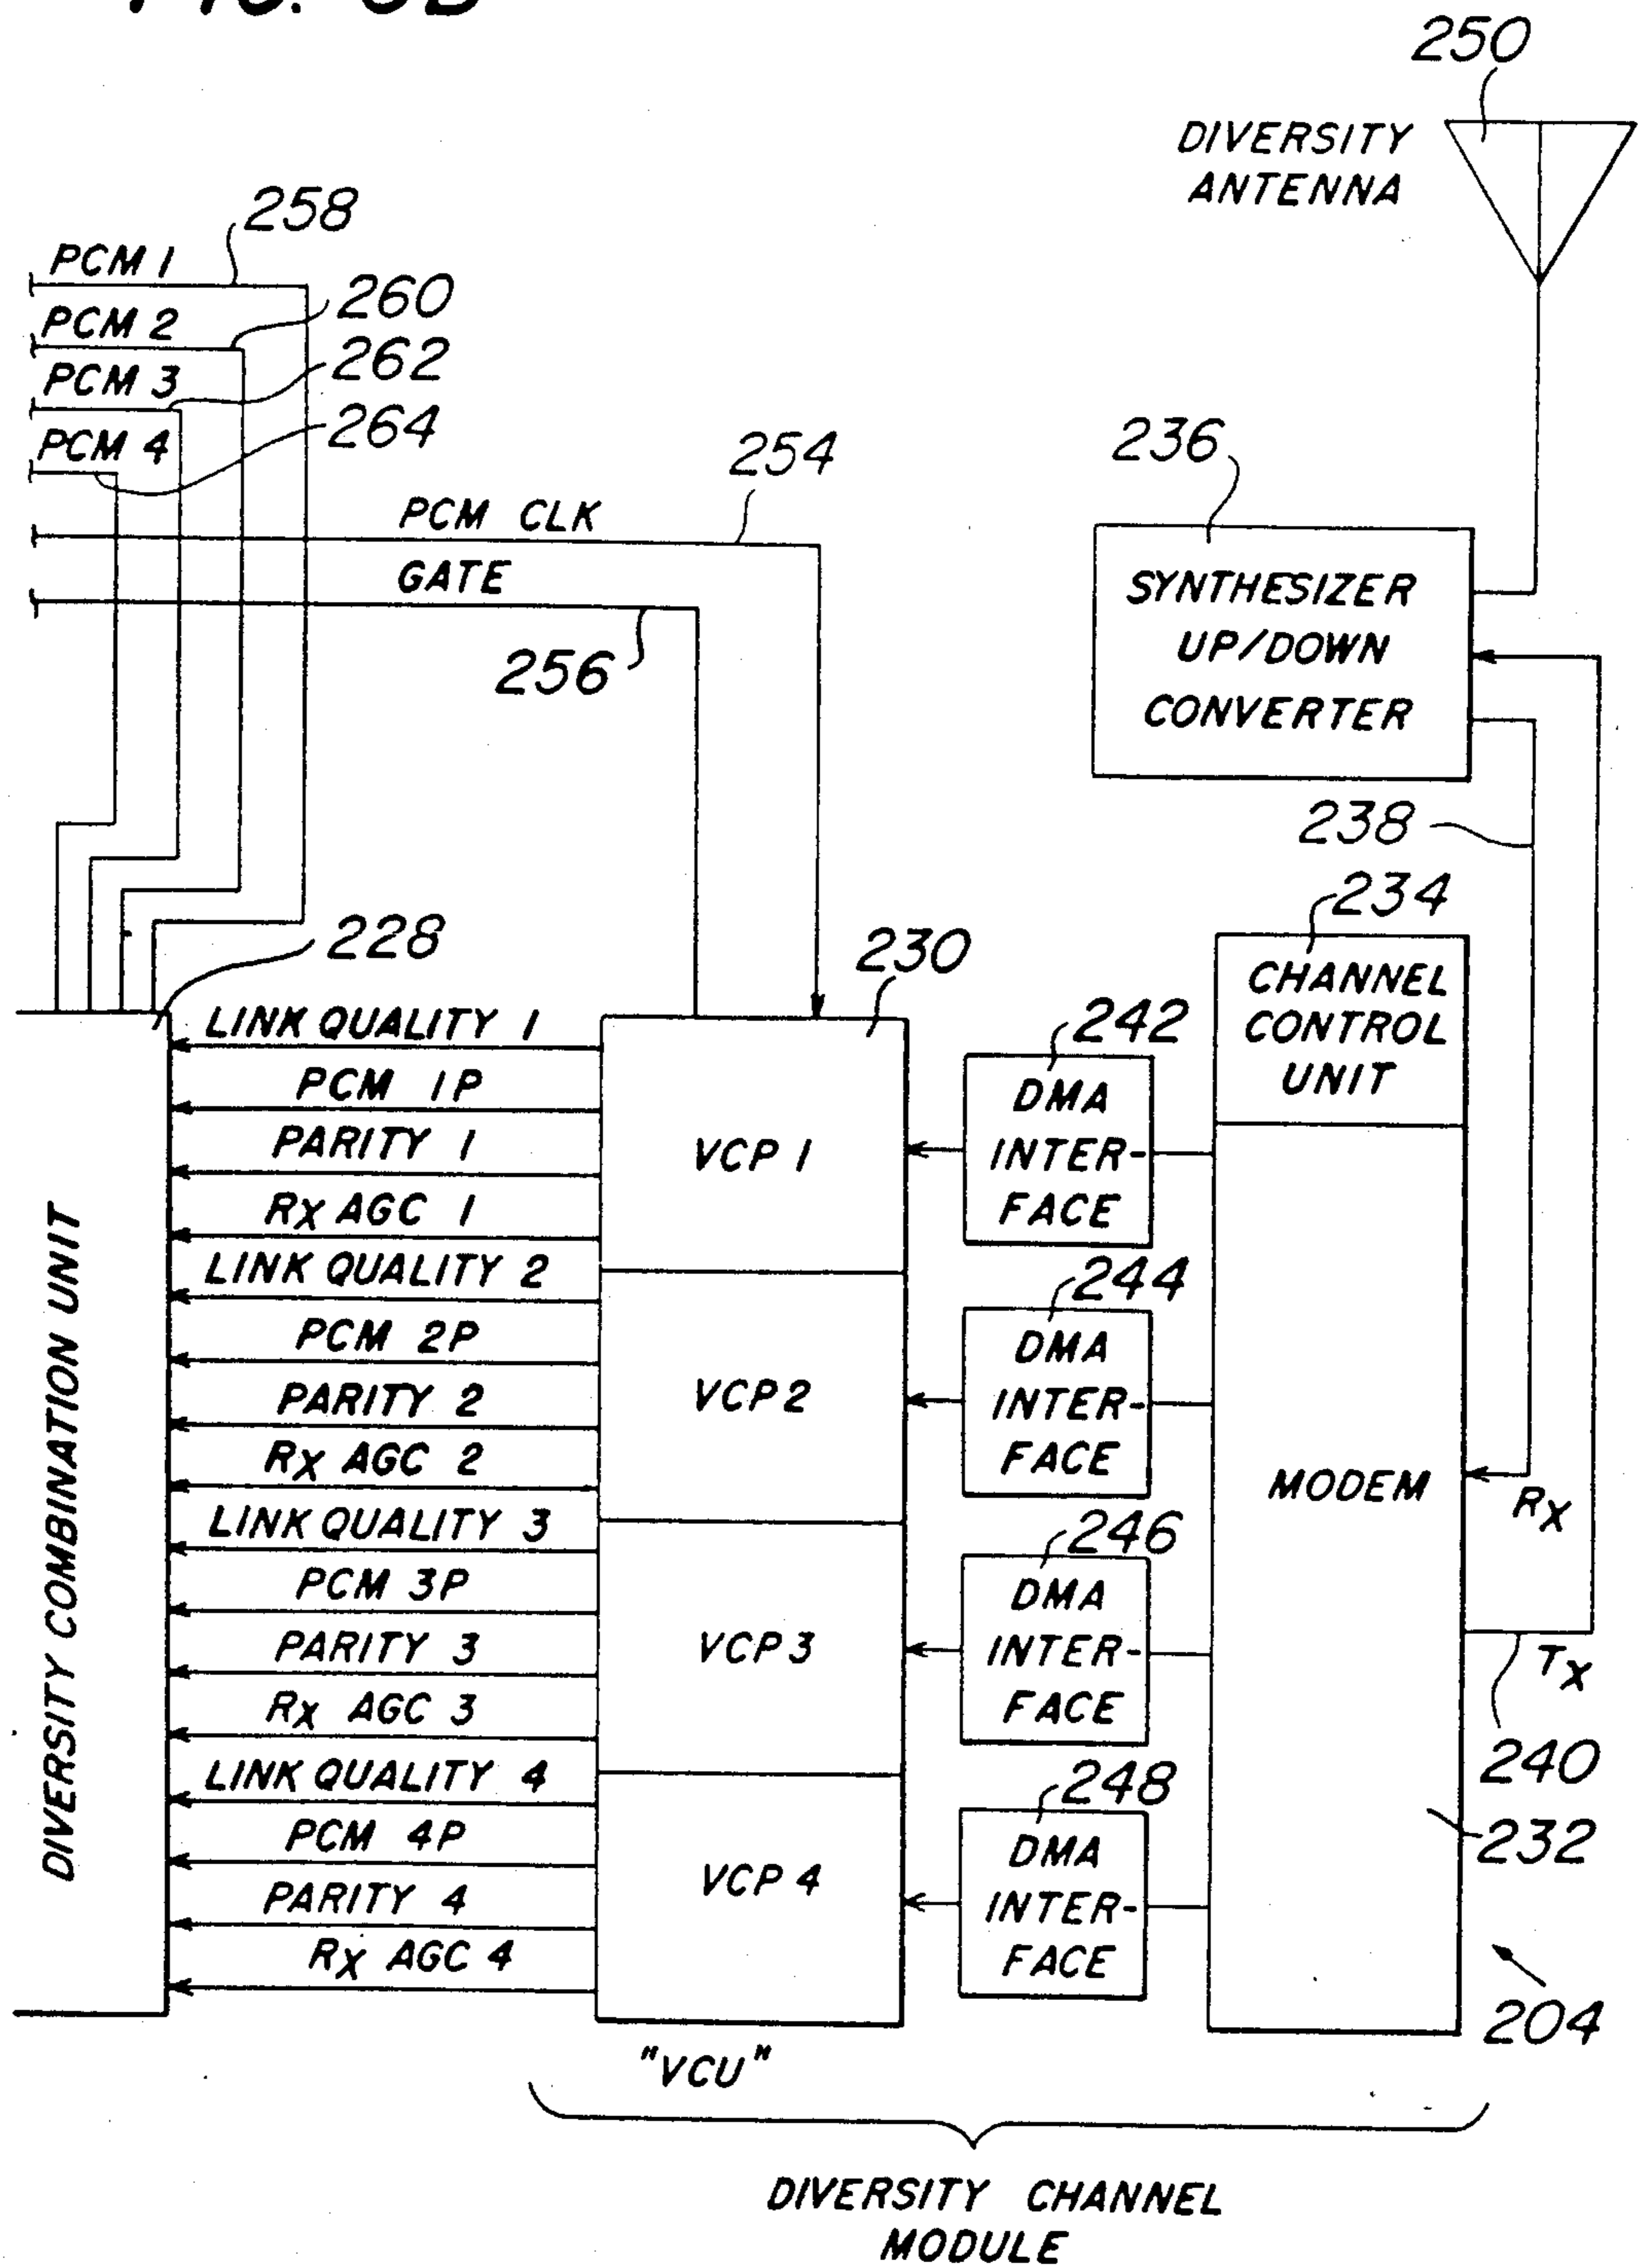 250
DIVERSITY
ANTENNA
258
PCM 1
260
PCM 2
262
PCM 3
264
PCM 4
254
236
PCM CLK
GATE
SYNTHESIZER
UP/DOWN
CONVERTER
256
238
234
228
230
CHANNEL
CONTROL
UNIT
242
LINK QUALITY 1
PCM 1P
PARITY 1
RX AGC 1
VCP 1
DMA
INTER-
FACE
LINK QUALITY 2
PCM 2P
PARITY 2
RX AGC 2
VCP 2
244
DMA
INTER-
FACE
DIVERSITY COMBINATION UNIT
MODEM
RX
LINK QUALITY 3
PCM 3P
PARITY 3
RX AGC 3
VCP 3
246
DMA
INTER-
FACE
TX
240
LINK QUALITY 4
PCM 4P
PARITY 4
RX AGC 4
VCP 4
248
DMA
INTER-
FACE
232
204
"VCU"
DIVERSITY CHANNEL
MODULE